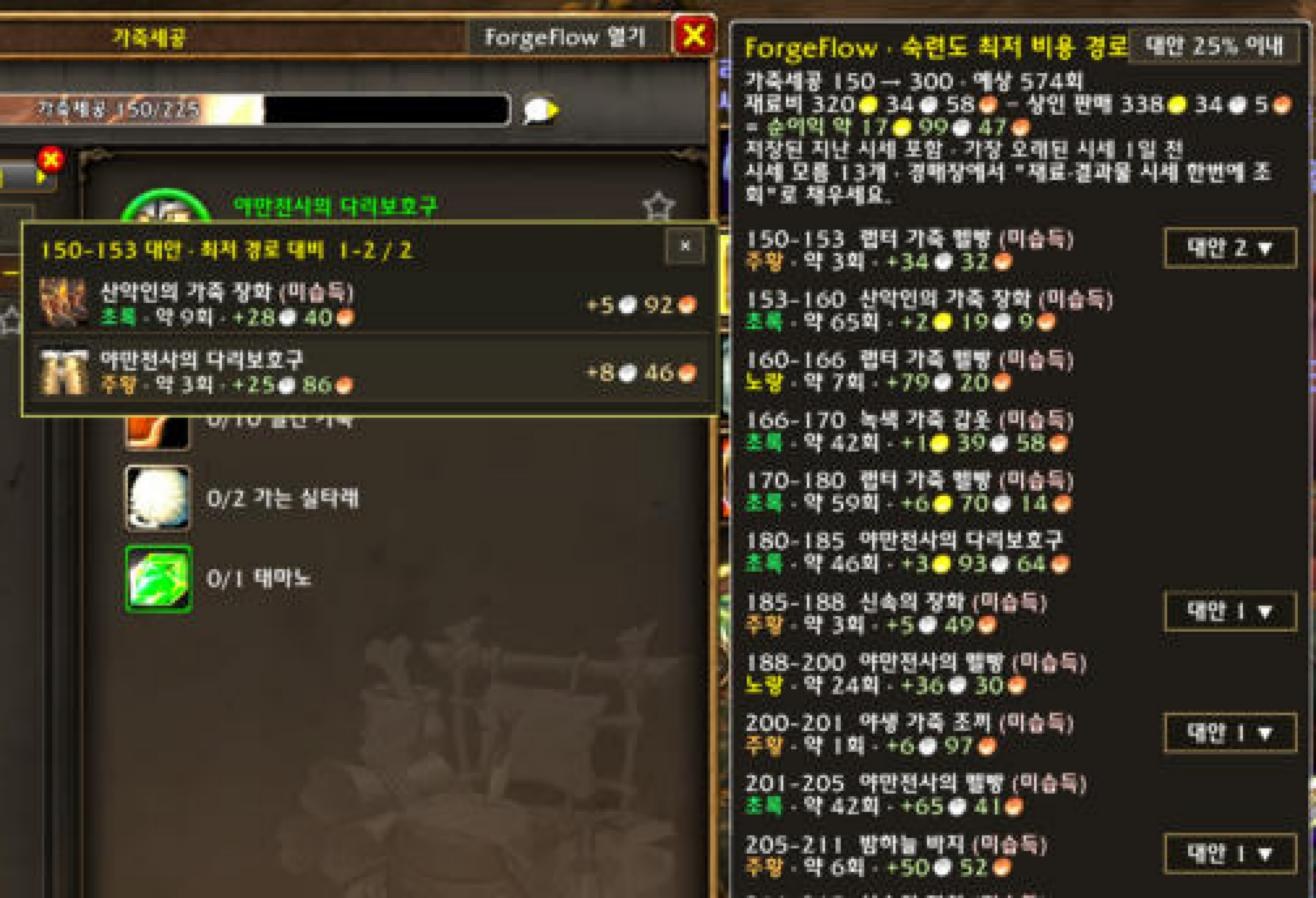 가죽세공
ForgeFlow 열기
가죽세공 150/225
야만전사의 다리보호구
150-153 대안 · 최저 경로 대비 1-2 / 2
산악인의 가죽 장화 (미습득)
초록 · 약 9회 · +28 40
+5 92
야만전사의 다리보호구
주황 · 약 3회 · +25 86
+8 46
0/2 가는 실타래
0/1 태마노
ForgeFlow · 숙련도 최저 비용 경로
대안 25% 이내
가죽세공 150 → 300 · 예상 574회
재료비 320 34 58 - 상인 판매 338 34 5
= 순이익 약 17 99 47
저장된 지난 시세 포함 · 가장 오래된 시세 1일 전
시세 모름 13개 · 경매장에서 "재료·결과물 시세 한번에 조
회"로 채우세요.
150-153 랩터 가죽 멜빵 (미습득)
주황 · 약 3회 · +34 32
대안 2 ▼
153-160 산악인의 가죽 장화 (미습득)
초록 · 약 65회 · +2 19 9
160-166 랩터 가죽 멜빵 (미습득)
노랑 · 약 7회 · +79 20
166-170 녹색 가죽 갑옷 (미습득)
초록 · 약 42회 · +1 39 58
170-180 랩터 가죽 멜빵 (미습득)
초록 · 약 59회 · +6 70 14
180-185 야만전사의 다리보호구
초록 · 약 46회 · +3 93 64
185-188 신속의 장화 (미습득)
주황 · 약 3회 · +5 49
대안 1 ▼
188-200 야만전사의 멜빵 (미습득)
노랑 · 약 24회 · +36 30
200-201 야생 가죽 조끼 (미습득)
주황 · 약 1회 · +6 97
대안 1 ▼
201-205 야만전사의 멜빵 (미습득)
초록 · 약 42회 · +65 41
205-211 밤하늘 바지 (미습득)
주황 · 약 6회 · +50 52
대안 1 ▼